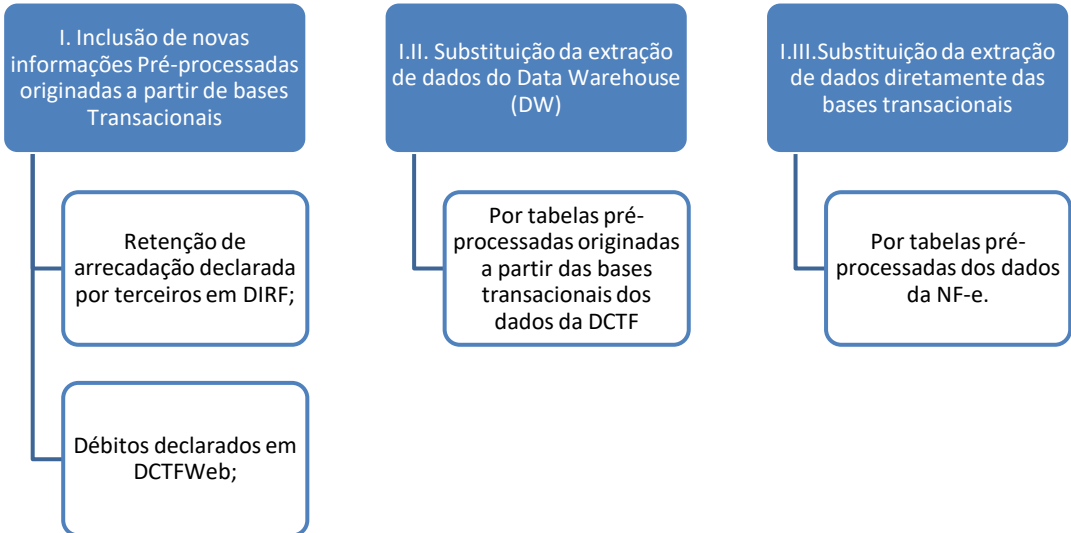 I. Inclusão de novas
informações Pré-processadas
originadas a partir de bases
Transacionais
Retenção de
arrecadação declarada
por terceiros em DIRF;
Débitos declarados em
DCTFWeb;
I.II. Substituição da extração
de dados do Data Warehouse
(DW)
Por tabelas pré-
processadas originadas
a partir das bases
transacionais dos
dados da DCTF
I.III.Substituição da extração
de dados diretamente das
bases transacionais
Por tabelas pré-
processadas dos dados
da NF-e.